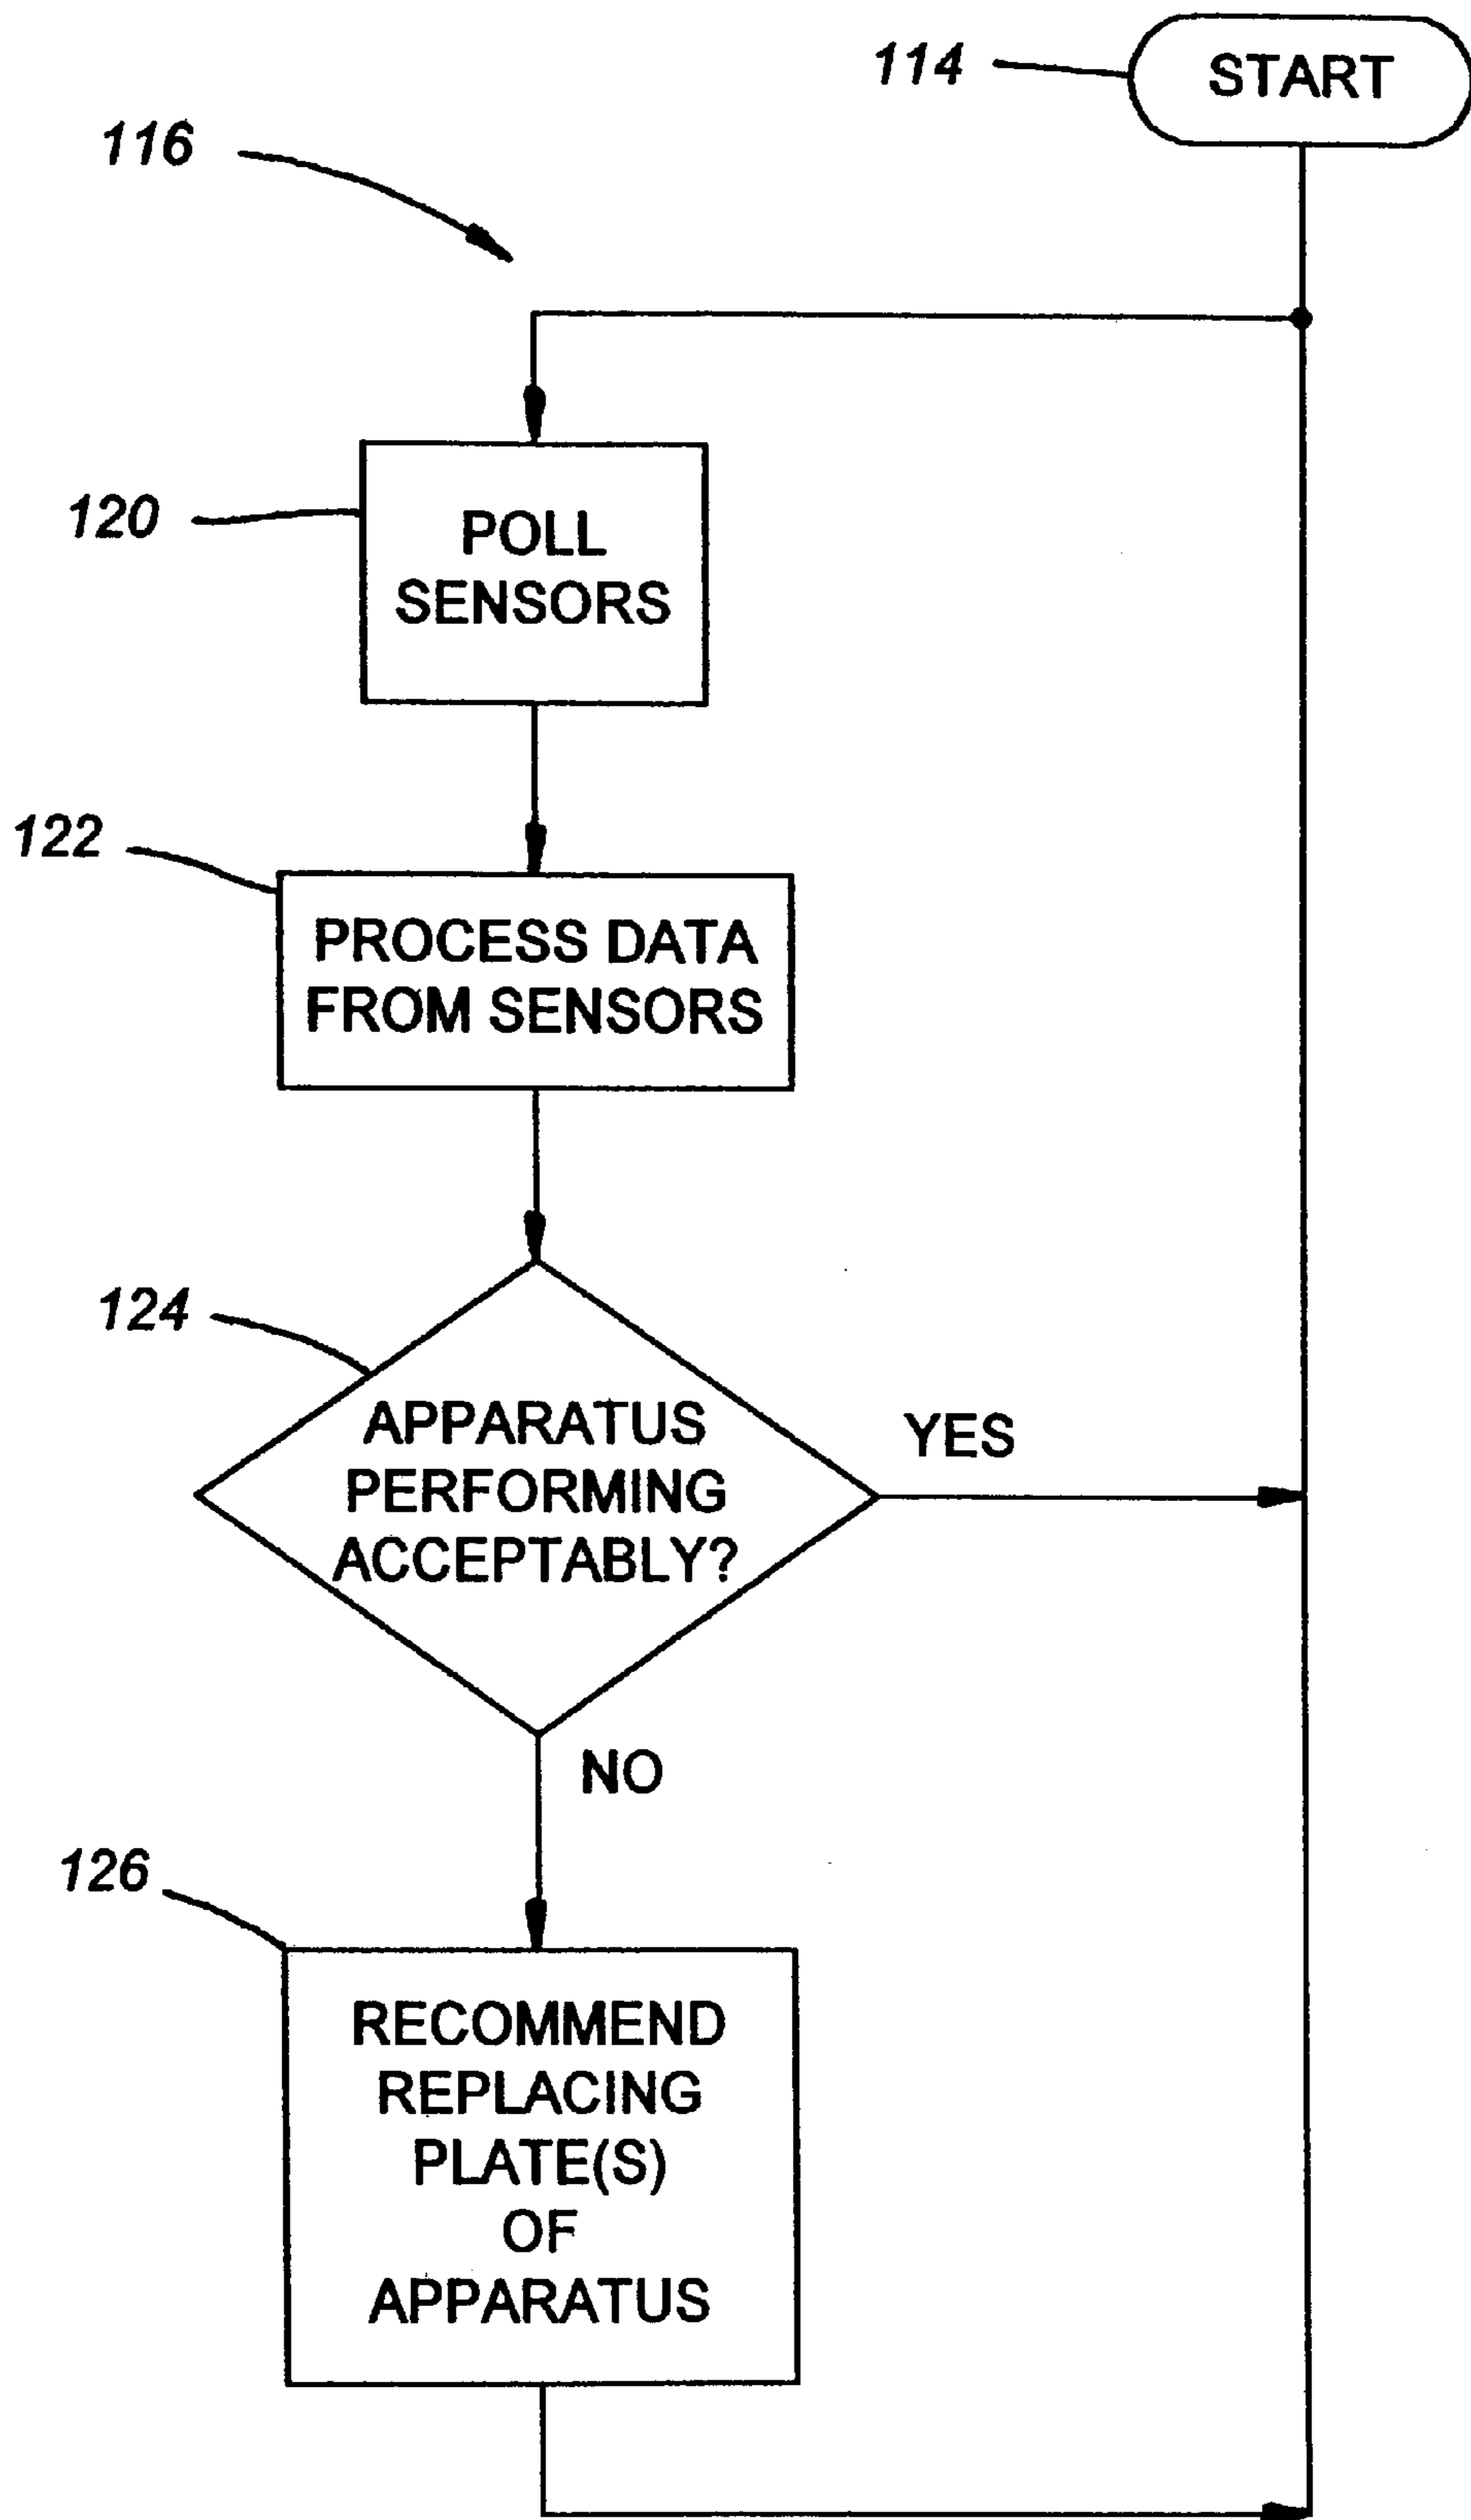 114
START
116
120
POLL
SENSORS
122
PROCESS DATA
FROM SENSORS
124
APPARATUS
PERFORMING
ACCEPTABLY?
YES
NO
126
RECOMMEND
REPLACING
PLATE(S)
OF
APPARATUS